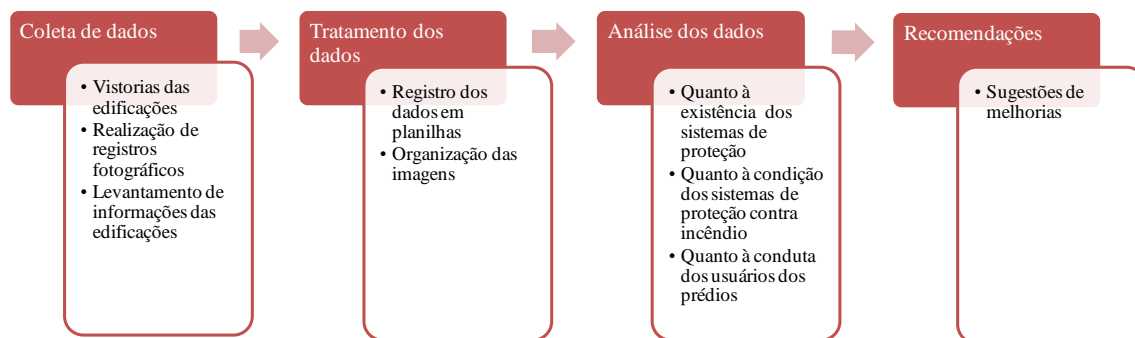 Coleta de dados
• Vistorias das
edificações
• Realização de
registros
fotográficos
• Levantamento de
informações das
edificações
Tratamento dos
dados
• Registro dos
dados em
planilhas
• Organização das
imagens
Análise dos dados
• Quanto à
existência dos
sistemas de
proteção
• Quanto à condição
dos sistemas de
proteção contra
incêndio
• Quanto à conduta
dos usuários dos
prédios
Recomendações
• Sugestões de
melhorias